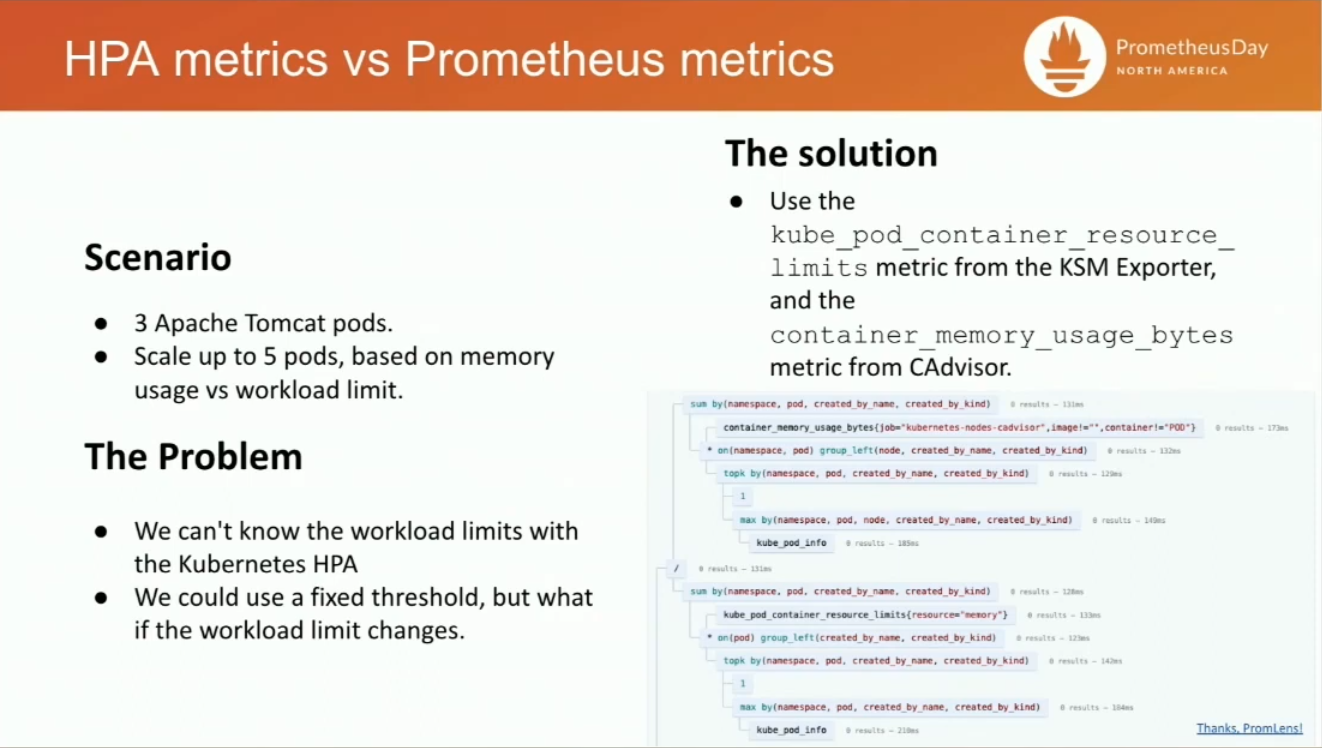 HPA metrics vs Prometheus metrics
PrometheusDay
NORTH AMERICA
Scenario
● 3 Apache Tomcat pods.
● Scale up to 5 pods, based on memory
usage vs workload limit.
The Problem
● We can't know the workload limits with
the Kubernetes HPA
● We could use a fixed threshold, but what
if the workload limit changes.
The solution
● Use the
kube_pod_container_resource_
limits metric from the KSM Exporter,
and the
container_memory_usage_bytes
metric from CAdvisor.
sum by(namespace, pod, created_by_name, created_by_kind) 0 results – 131ms
container_memory_usage_bytes{job="kubernetes-nodes-cadvisor",image!="",container!="POD"} 0 results – 173ms
* on(namespace, pod) group_left(node, created_by_name, created_by_kind) 0 results – 132ms
topk by(namespace, pod, created_by_name, created_by_kind) 0 results – 129ms
1
max by(namespace, pod, node, created_by_name, created_by_kind) 0 results – 149ms
kube_pod_info 0 results – 185ms
/ 0 results – 131ms
sum by(namespace, pod, created_by_name, created_by_kind) 0 results – 128ms
kube_pod_container_resource_limits{resource="memory"} 0 results – 133ms
* on(pod) group_left(created_by_name, created_by_kind) 0 results – 123ms
topk by(namespace, pod, created_by_name, created_by_kind) 0 results – 142ms
1
max by(namespace, pod, created_by_name, created_by_kind) 0 results – 104ms
kube_pod_info 0 results – 210ms
Thanks, PromLens!